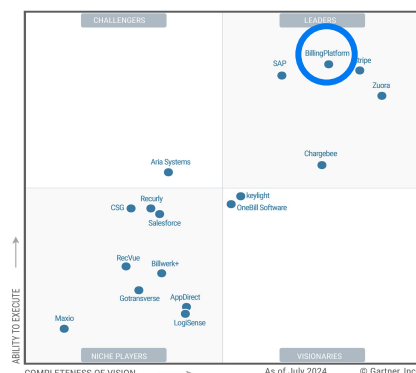 CHALLENGERS
LEADERS
BillingPlatform
SAP
Stripe
Zuora
Chargebee
Aria Systems
keylight
OneBill Software
CSG
Recurly
Salesforce
RecVue
Billwerk+
Gotransverse
AppDirect
LogiSense
Maxio
NICHE PLAYERS
VISIONARIES
ABILITY TO EXECUTE
COMPLETENESS OF VISION
As of July 2024
© Gartner, Inc